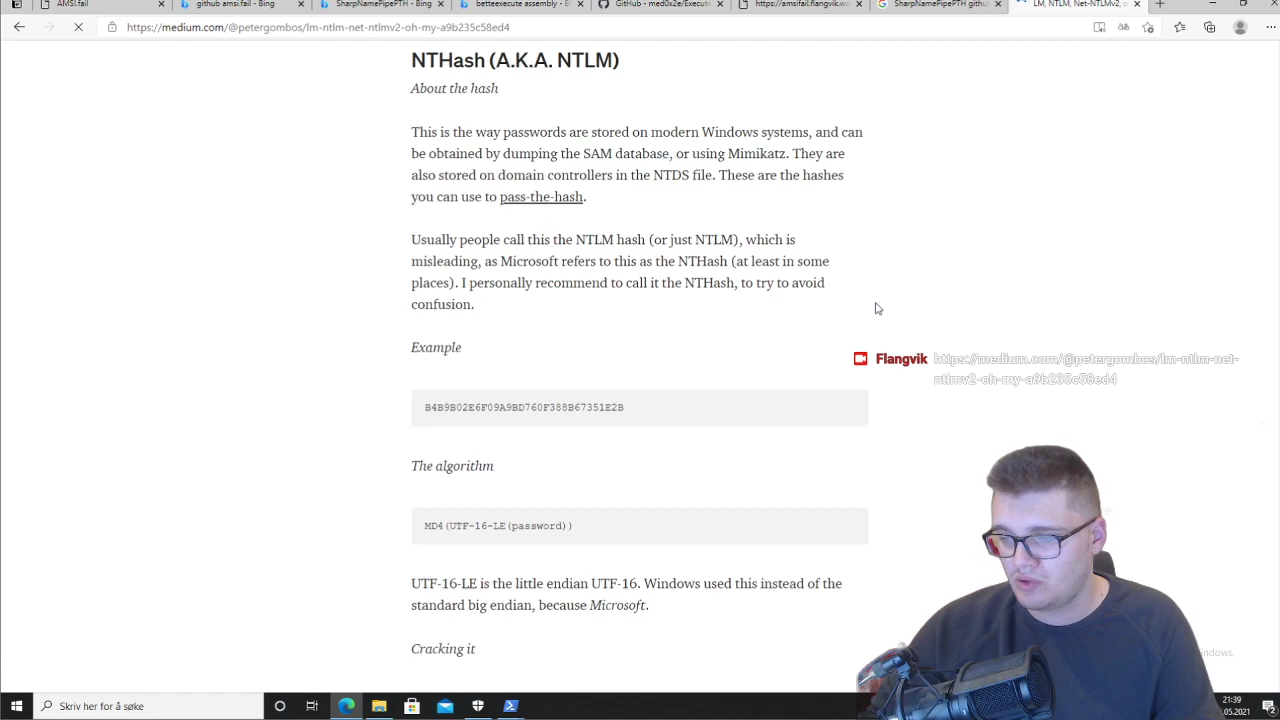 AMSI.fail
github amsi.fail - Bing
SharpNamePipePTH - Bing
betteexecute assembly - Bing
GitHub - med0x2e/Execute
https://amsifail.flangvik.w
SharpNamePipePTH github
LM, NTLM, Net-NTLMv2, o
https://medium.com/@petergombos/lm-ntlm-net-ntlmv2-oh-my-a9b235c58ed4
NTHash (A.K.A. NTLM)
About the hash
This is the way passwords are stored on modern Windows systems, and can
be obtained by dumping the SAM database, or using Mimikatz. They are
also stored on domain controllers in the NTDS file. These are the hashes
you can use to pass-the-hash.
Usually people call this the NTLM hash (or just NTLM), which is
misleading, as Microsoft refers to this as the NTHash (at least in some
places). I personally recommend to call it the NTHash, to try to avoid
confusion.
Example
Flangvik https://medium.com/@petergombos/lm-ntlm-net-
ntlmv2-oh-my-a9b235c58ed4
B4B9B02E6F09A9BD760F388B67351E2B
The algorithm
MD4(UTF-16-LE(password))
UTF-16-LE is the little endian UTF-16. Windows used this instead of the
standard big endian, because Microsoft.
Cracking it
indows.
Skriv her for å søke
21:39
.05.2021
2